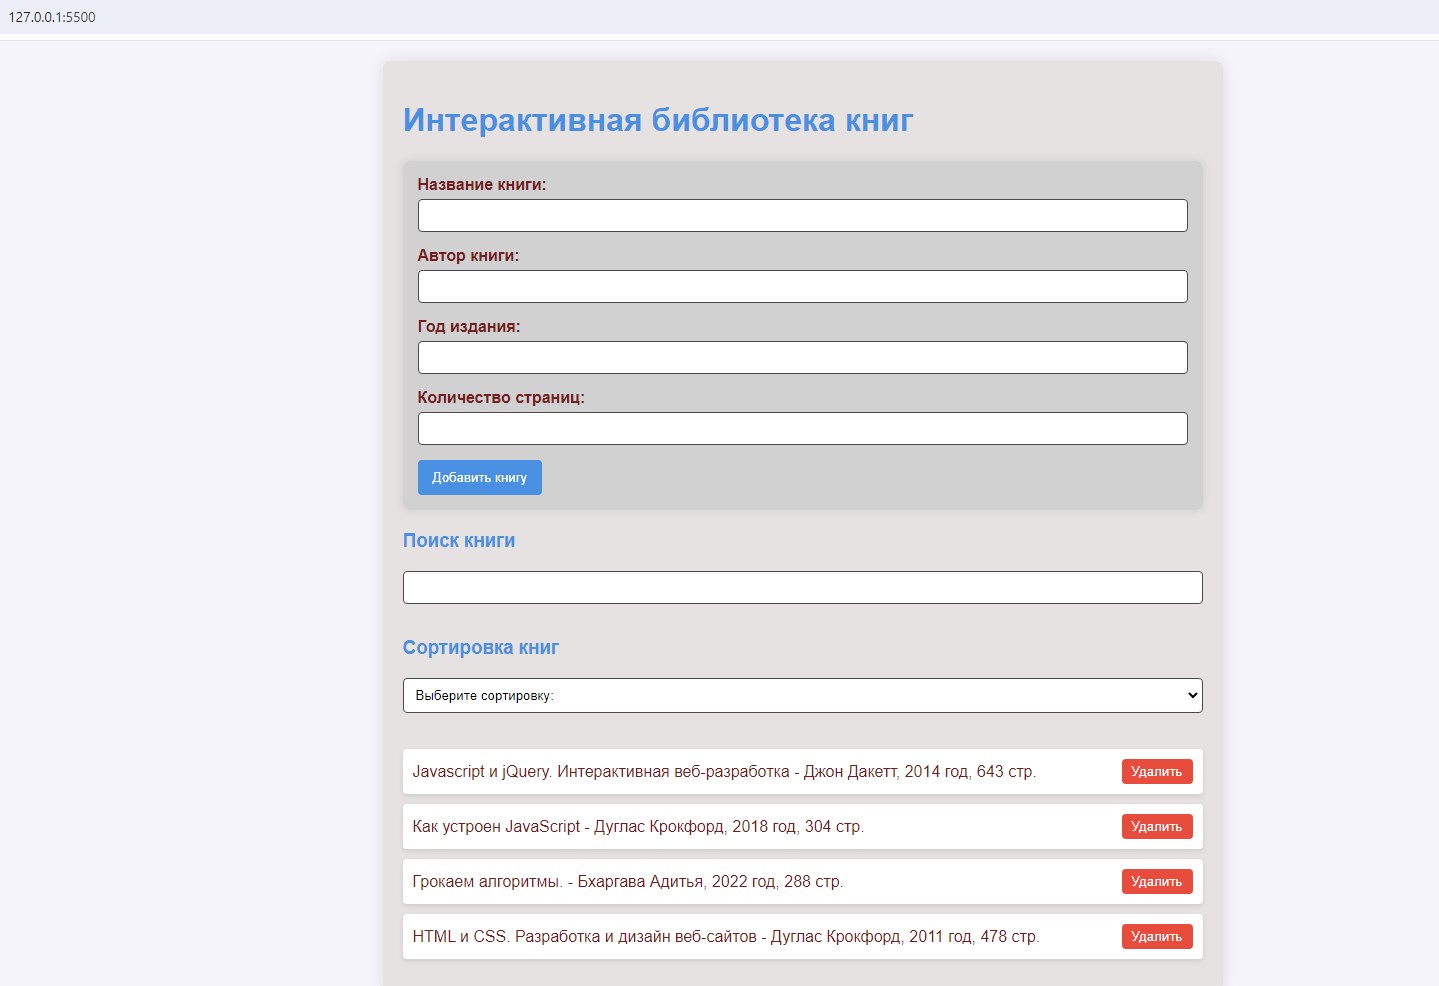 127.0.0.1:5500
Интерактивная библиотека книг
Название книги:
Автор книги:
Год издания:
Количество страниц:
Добавить книгу
Поиск книги
Сортировка книг
Выберите сортировку:
Javascript и jQuery. Интерактивная веб-разработка - Джон Дакетт, 2014 год, 643 стр. Удалить
Как устроен JavaScript - Дуглас Крокфорд, 2018 год, 304 стр. Удалить
Грокаем алгоритмы. - Бхаргава Адитья, 2022 год, 288 стр. Удалить
HTML и CSS. Разработка и дизайн веб-сайтов - Дуглас Крокфорд, 2011 год, 478 стр. Удалить